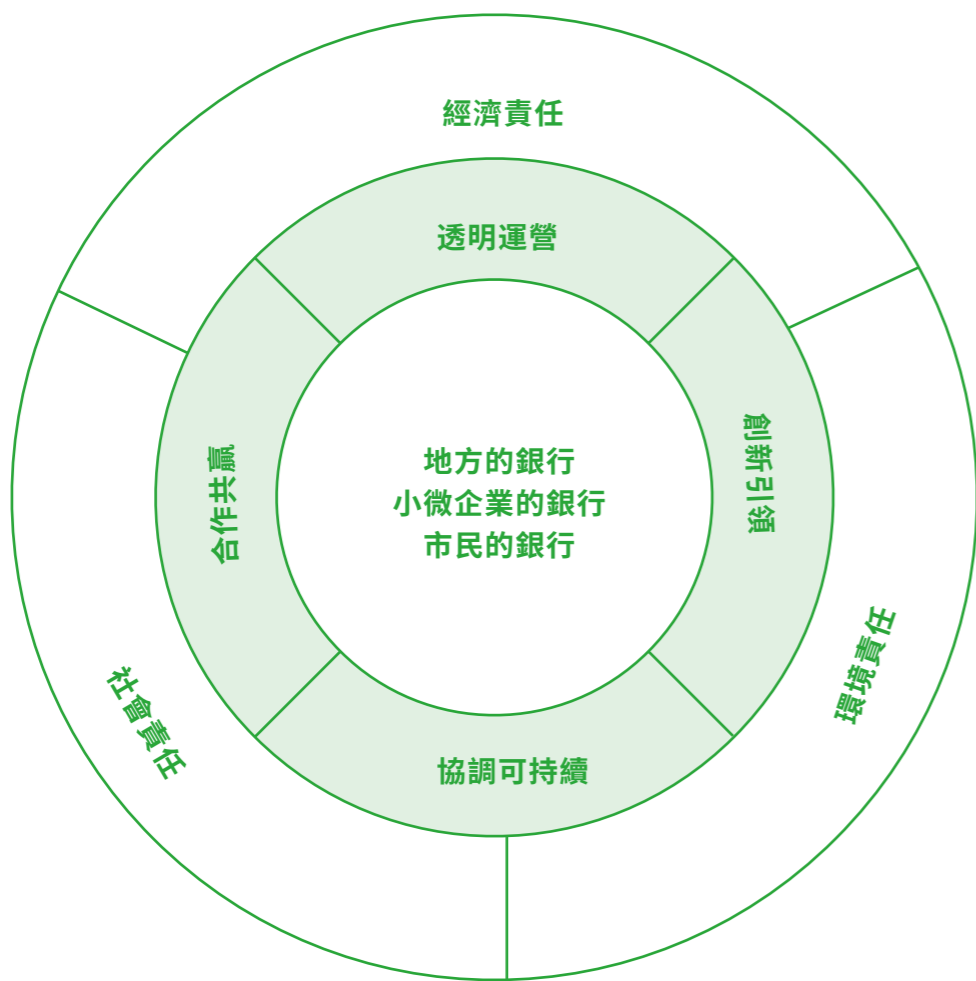 經濟責任
透明運營
合作共贏
創新引領
地方的銀行
小微企業的銀行
市民的銀行
社會責任
環境責任
協調可持續